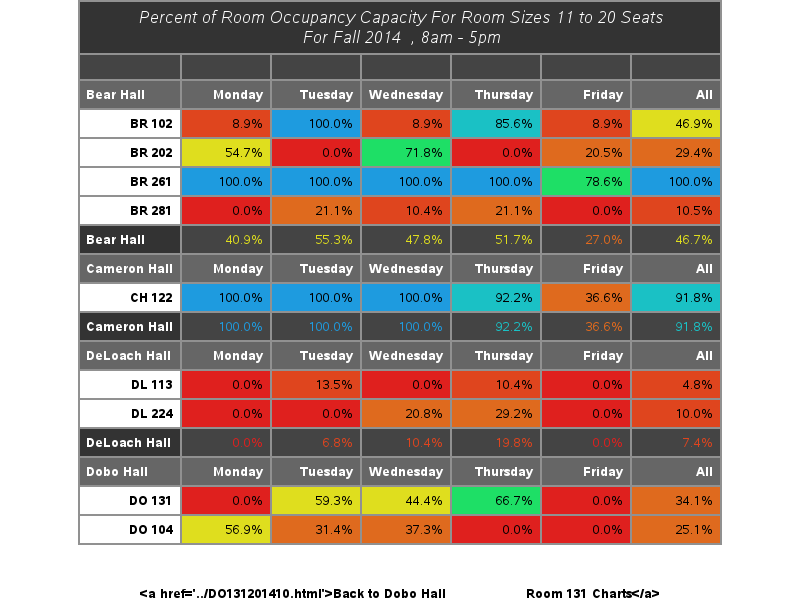 Percent of Room Occupancy Capacity For Room Sizes 11 to 20 Seats
For Fall 2014 , 8am - 5pm
Bear Hall Monday Tuesday Wednesday Thursday Friday All
BR 102 8.9% 100.0% 8.9% 85.6% 8.9% 46.9%
BR 202 54.7% 0.0% 71.8% 0.0% 20.5% 29.4%
BR 261 100.0% 100.0% 100.0% 100.0% 78.6% 100.0%
BR 281 0.0% 21.1% 10.4% 21.1% 0.0% 10.5%
Bear Hall 40.9% 55.3% 47.8% 51.7% 27.0% 46.7%
Cameron Hall Monday Tuesday Wednesday Thursday Friday All
CH 122 100.0% 100.0% 100.0% 92.2% 36.6% 91.8%
Cameron Hall 100.0% 100.0% 100.0% 92.2% 36.6% 91.8%
DeLoach Hall Monday Tuesday Wednesday Thursday Friday All
DL 113 0.0% 13.5% 0.0% 10.4% 0.0% 4.8%
DL 224 0.0% 0.0% 20.8% 29.2% 0.0% 10.0%
DeLoach Hall 0.0% 6.8% 10.4% 19.8% 0.0% 7.4%
Dobo Hall Monday Tuesday Wednesday Thursday Friday All
DO 131 0.0% 59.3% 44.4% 66.7% 0.0% 34.1%
DO 104 56.9% 31.4% 37.3% 0.0% 0.0% 25.1%
<a href='../DO131201410.html'>Back to Dobo Hall Room 131 Charts</a>